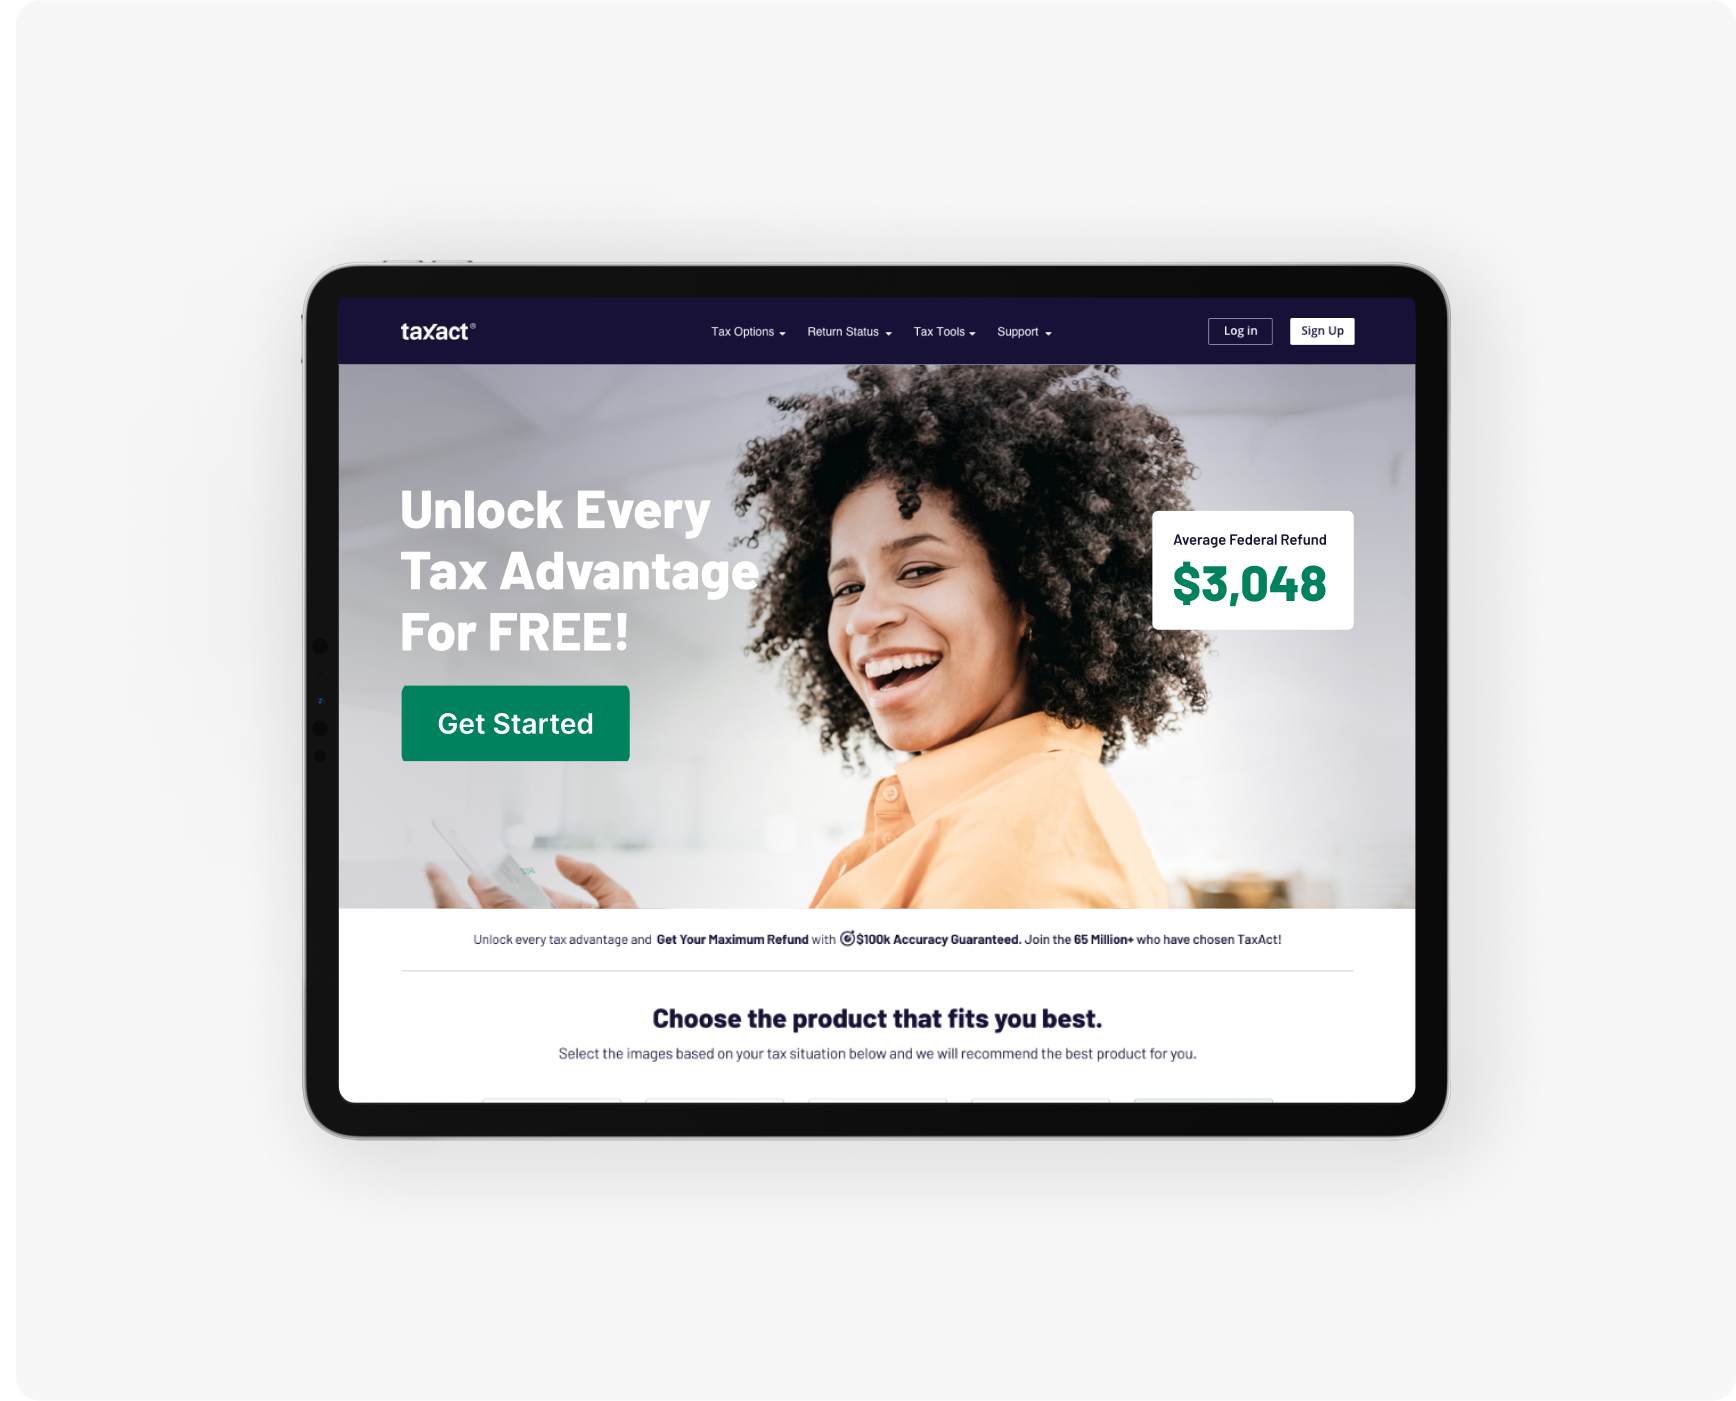 taxact®
Tax Options
Return Status
Tax Tools
Support
Log in
Sign Up
Unlock Every
Tax Advantage
For FREE!
Get Started
Average Federal Refund
$3,048
Unlock every tax advantage and Get Your Maximum Refund with $100k Accuracy Guaranteed. Join the 65 Million+ who have chosen TaxAct!
Choose the product that fits you best.
Select the images based on your tax situation below and we will recommend the best product for you.